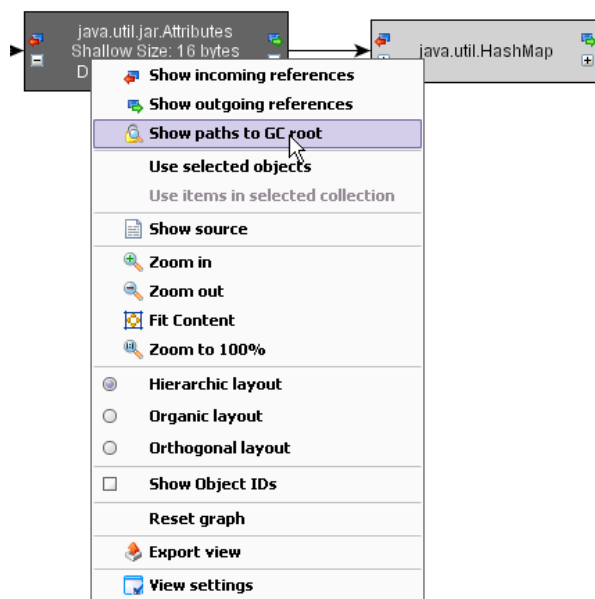 java.util.jar.Attributes
Shallow Size: 16 bytes
D
java.util.HashMap
Show incoming references
Show outgoing references
Show paths to GC root
Use selected objects
Use items in selected collection
Show source
Zoom in
Zoom out
Fit Content
Zoom to 100%
Hierarchic layout
Organic layout
Orthogonal layout
Show Object IDs
Reset graph
Export view
View settings